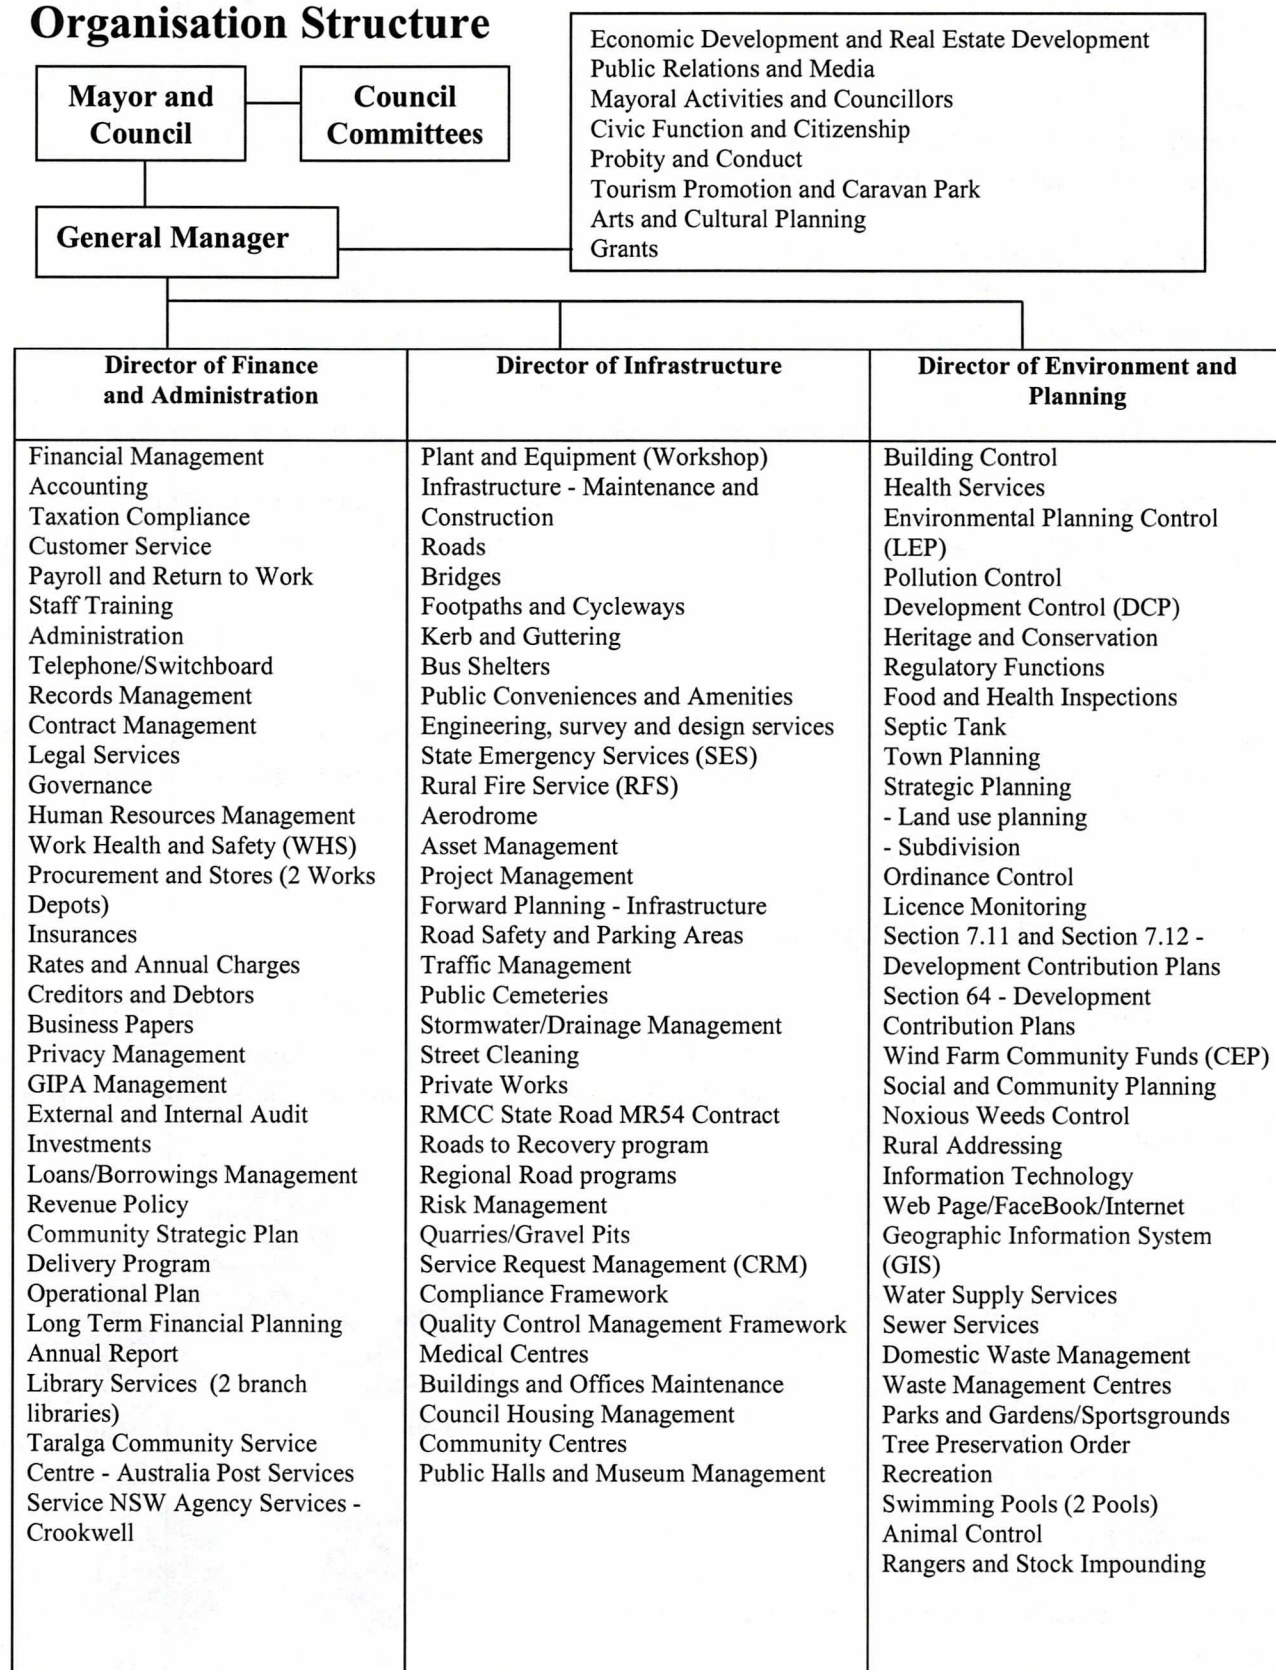 Organisation Structure
Mayor and
Council
Council
Committees
Economic Development and Real Estate Development
Public Relations and Media
Mayoral Activities and Councillors
Civic Function and Citizenship
Probity and Conduct
Tourism Promotion and Caravan Park
Arts and Cultural Planning
Grants
General Manager
Director of Finance
and Administration
Financial Management
Accounting
Taxation Compliance
Customer Service
Payroll and Return to Work
Staff Training
Administration
Telephone/Switchboard
Records Management
Contract Management
Legal Services
Governance
Human Resources Management
Work Health and Safety (WHS)
Procurement and Stores (2 Works
Depots)
Insurances
Rates and Annual Charges
Creditors and Debtors
Business Papers
Privacy Management
GIPA Management
External and Internal Audit
Investments
Loans/Borrowings Management
Revenue Policy
Community Strategic Plan
Delivery Program
Operational Plan
Long Term Financial Planning
Annual Report
Library Services (2 branch
libraries)
Taralga Community Service
Centre - Australia Post Services
Service NSW Agency Services -
Crookwell
Director of Infrastructure
Plant and Equipment (Workshop)
Infrastructure - Maintenance and
Construction
Roads
Bridges
Footpaths and Cycleways
Kerb and Guttering
Bus Shelters
Public Conveniences and Amenities
Engineering, survey and design services
State Emergency Services (SES)
Rural Fire Service (RFS)
Aerodrome
Asset Management
Project Management
Forward Planning - Infrastructure
Road Safety and Parking Areas
Traffic Management
Public Cemeteries
Stormwater/Drainage Management
Street Cleaning
Private Works
RMCC State Road MR54 Contract
Roads to Recovery program
Regional Road programs
Risk Management
Quarries/Gravel Pits
Service Request Management (CRM)
Compliance Framework
Quality Control Management Framework
Medical Centres
Buildings and Offices Maintenance
Council Housing Management
Community Centres
Public Halls and Museum Management
Director of Environment and
Planning
Building Control
Health Services
Environmental Planning Control
(LEP)
Pollution Control
Development Control (DCP)
Heritage and Conservation
Regulatory Functions
Food and Health Inspections
Septic Tank
Town Planning
Strategic Planning
- Land use planning
- Subdivision
Ordinance Control
Licence Monitoring
Section 7.11 and Section 7.12 -
Development Contribution Plans
Section 64 - Development
Contribution Plans
Wind Farm Community Funds (CEP)
Social and Community Planning
Noxious Weeds Control
Rural Addressing
Information Technology
Web Page/FaceBook/Internet
Geographic Information System
(GIS)
Water Supply Services
Sewer Services
Domestic Waste Management
Waste Management Centres
Parks and Gardens/Sportsgrounds
Tree Preservation Order
Recreation
Swimming Pools (2 Pools)
Animal Control
Rangers and Stock Impounding